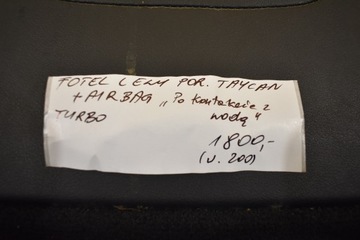 FOTEL LEWY POR. TAYCAN
+ AIRBAG „Po kontakcie z
TURBO wodą"
1800,-
(U. 200)